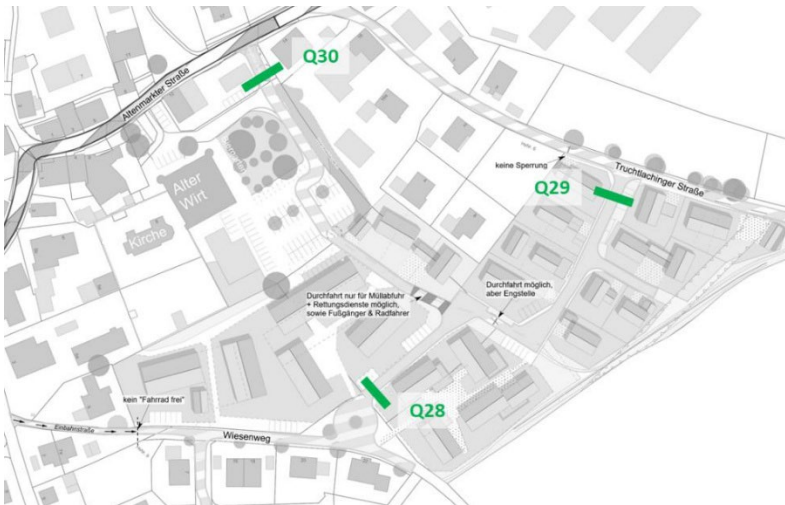 Q30
Altenmarkter Straße
keine Sperrung
Truchtlachinger Straße
Q29
Alter
Wirt
Kirche
Durchfahrt nur für Müllabfuhr
+ Rettungsdienste möglich,
sowie Fußgänger & Radfahrer
Durchfahrt möglich,
aber Engstelle
kein "Fahrrad frei"
Q28
Einbahnstraße
Wiesenweg